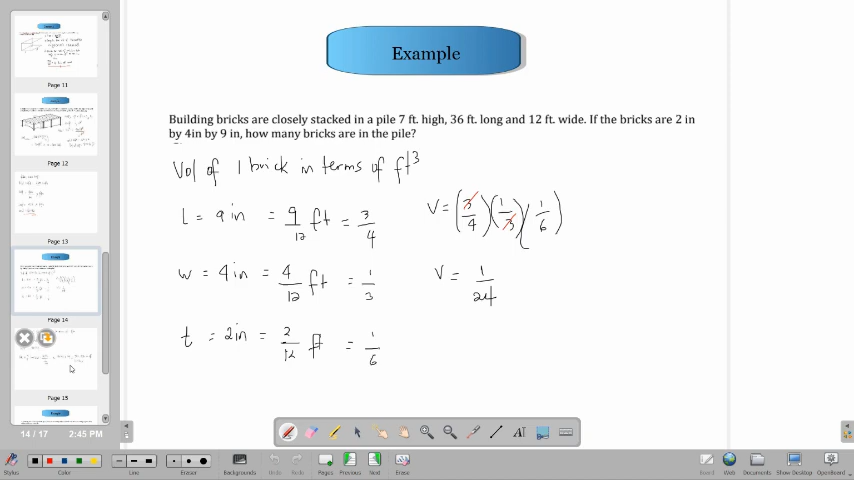 Example
Building bricks are closely stacked in a pile 7 ft. high, 36 ft. long and 12 ft. wide. If the bricks are 2 in
by 4in by 9 in, how many bricks are in the pile?
Vol of 1 brick in terms of ft3
L = 9 in = 9/12 ft = 3/4
V = (3/4)(1/3)(1/6)
w = 4 in = 4/12 ft = 1/3
V = 1/24
t = 2in = 2/12 ft = 1/6
Page 11
Page 12
Page 13
Page 14
Page 15
14 / 17 2:45 PM
Stylus
Color
Line
Eraser
Backgrounds
Undo
Redo
Pages
Previous
Next
Erase
Board
Web
Documents
Show Desktop
OpenBoard